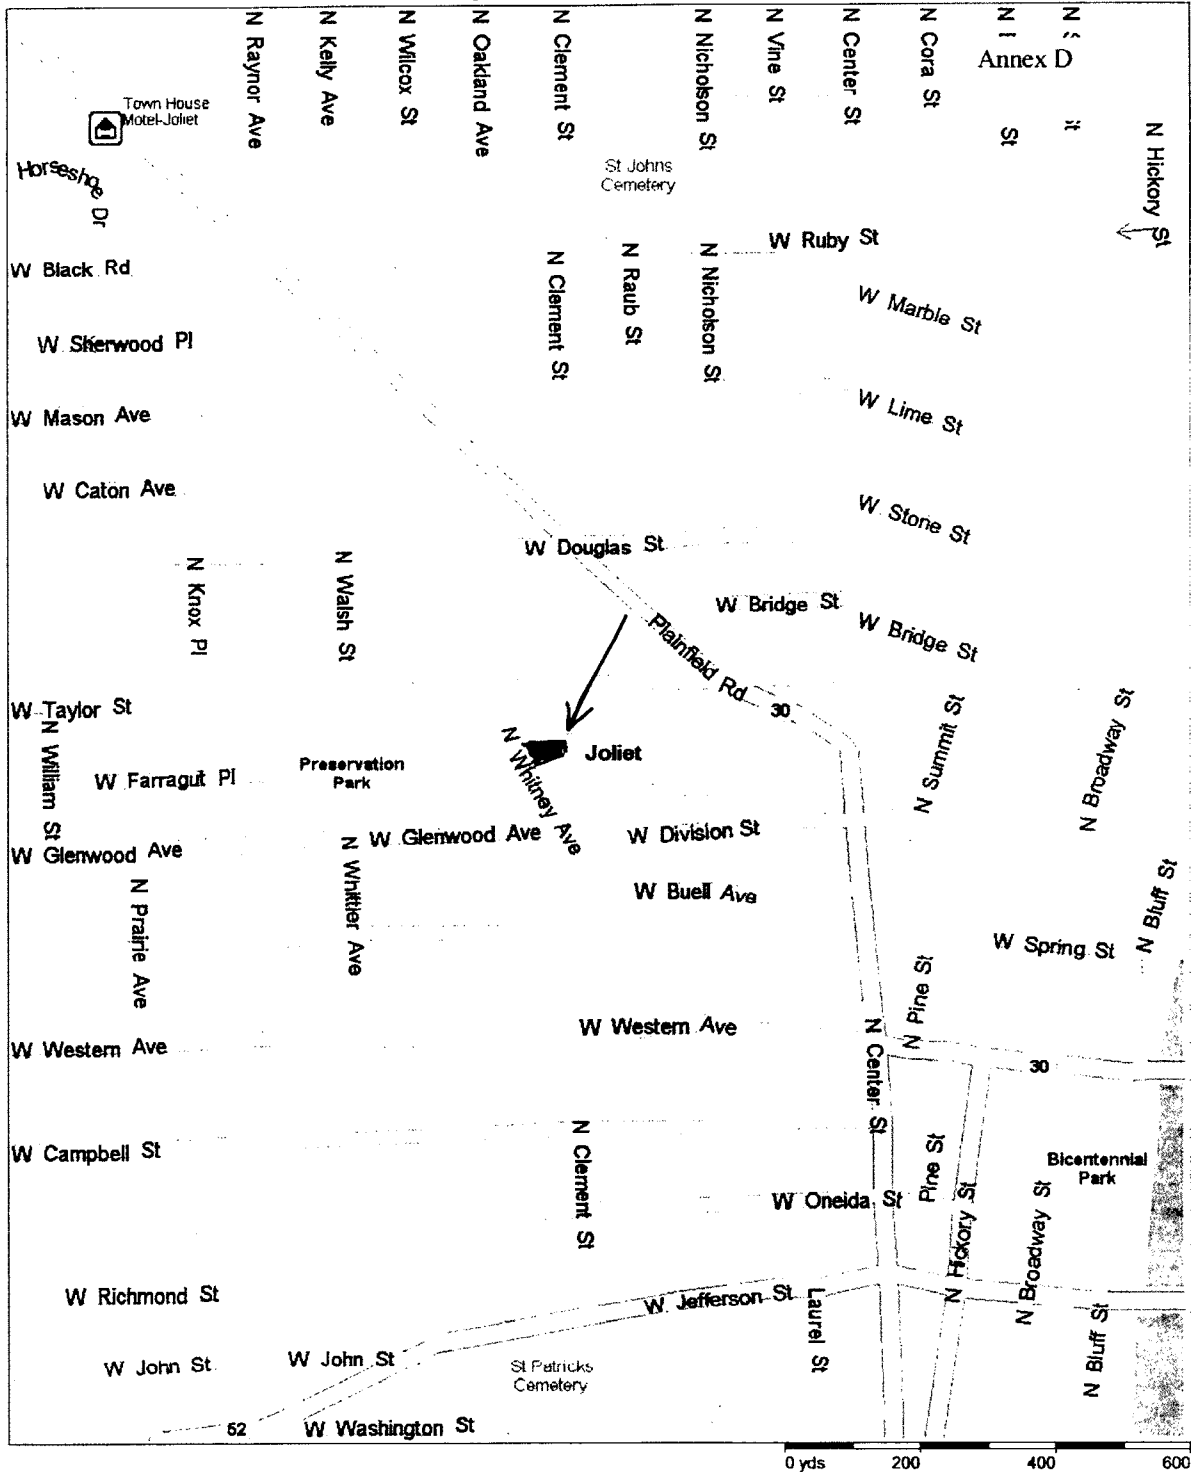 N Raynor Ave
N Kelly Ave
N Wilcox St
N Oakland Ave
N Clement St
N Nicholson St
N Vine St
N Center St
N Cora St
N
St
N
Annex D
N Hickory St
Town House
Motel-Joliet
Horseshoe Dr
St Johns
Cemetery
W Ruby St
W Black Rd
N Clement St
N Raub St
N Nicholson St
W Marble St
W Sherwood Pl
W Mason Ave
W Lime St
W Caton Ave
W Stone St
W Douglas St
N Knox Pl
N Walsh St
W Bridge St
W Bridge St
Plainfield Rd
30
W Taylor St
N William St
N Summit St
N Broadway St
N Whitney Ave
Joliet
Preservation
Park
W Farragut Pl
W Glenwood Ave
W Division St
W Glenwood Ave
N Whittier Ave
N Prairie Ave
W Buell Ave
N Bluff St
W Spring St
N Pine St
W Western Ave
W Western Ave
N Center St
30
W Campbell St
N Clement St
Pine St
Bicentennial
Park
W Oneida St
N Hickory St
N Broadway St
W Richmond St
W Jefferson St
Laurel St
N Bluff St
W John St
W John St
St Patricks
Cemetery
52
W Washington St
0 yds
200
400
600